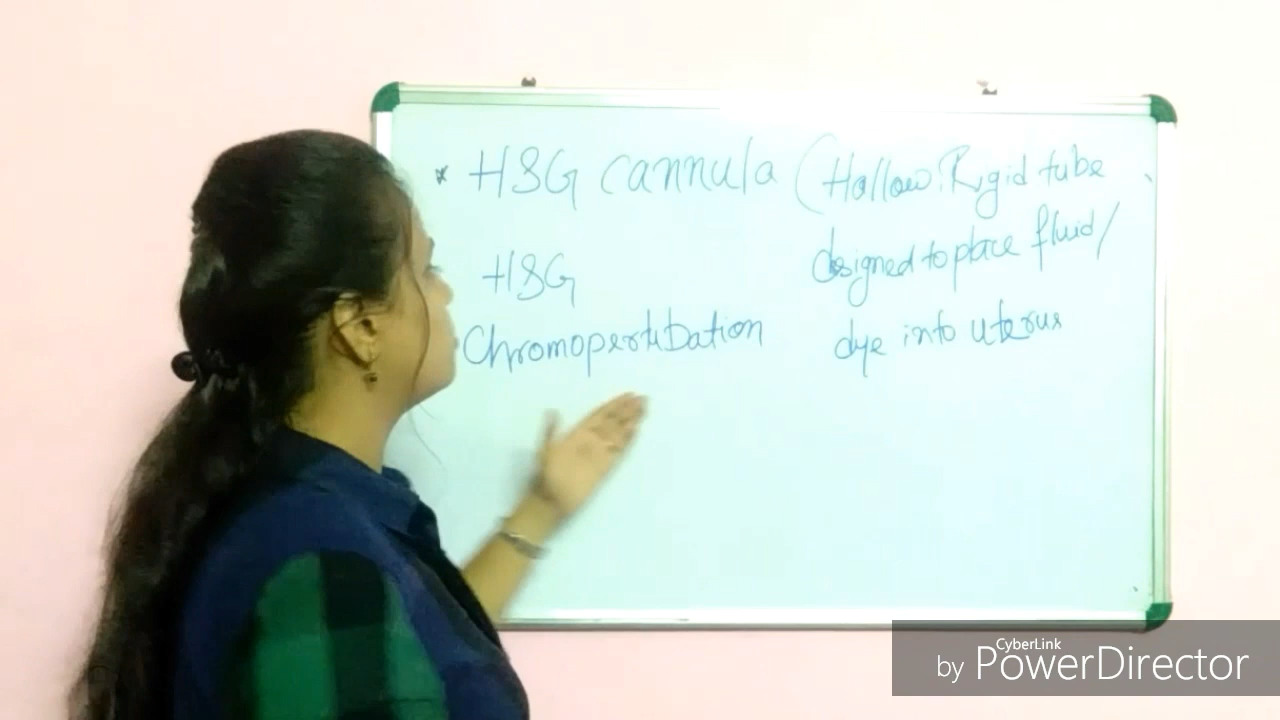 * HSG cannula (Hollow Rigid tube
designed to place fluid/
dye into uterus
HSG
Chromopertubation
CyberLink
by PowerDirector